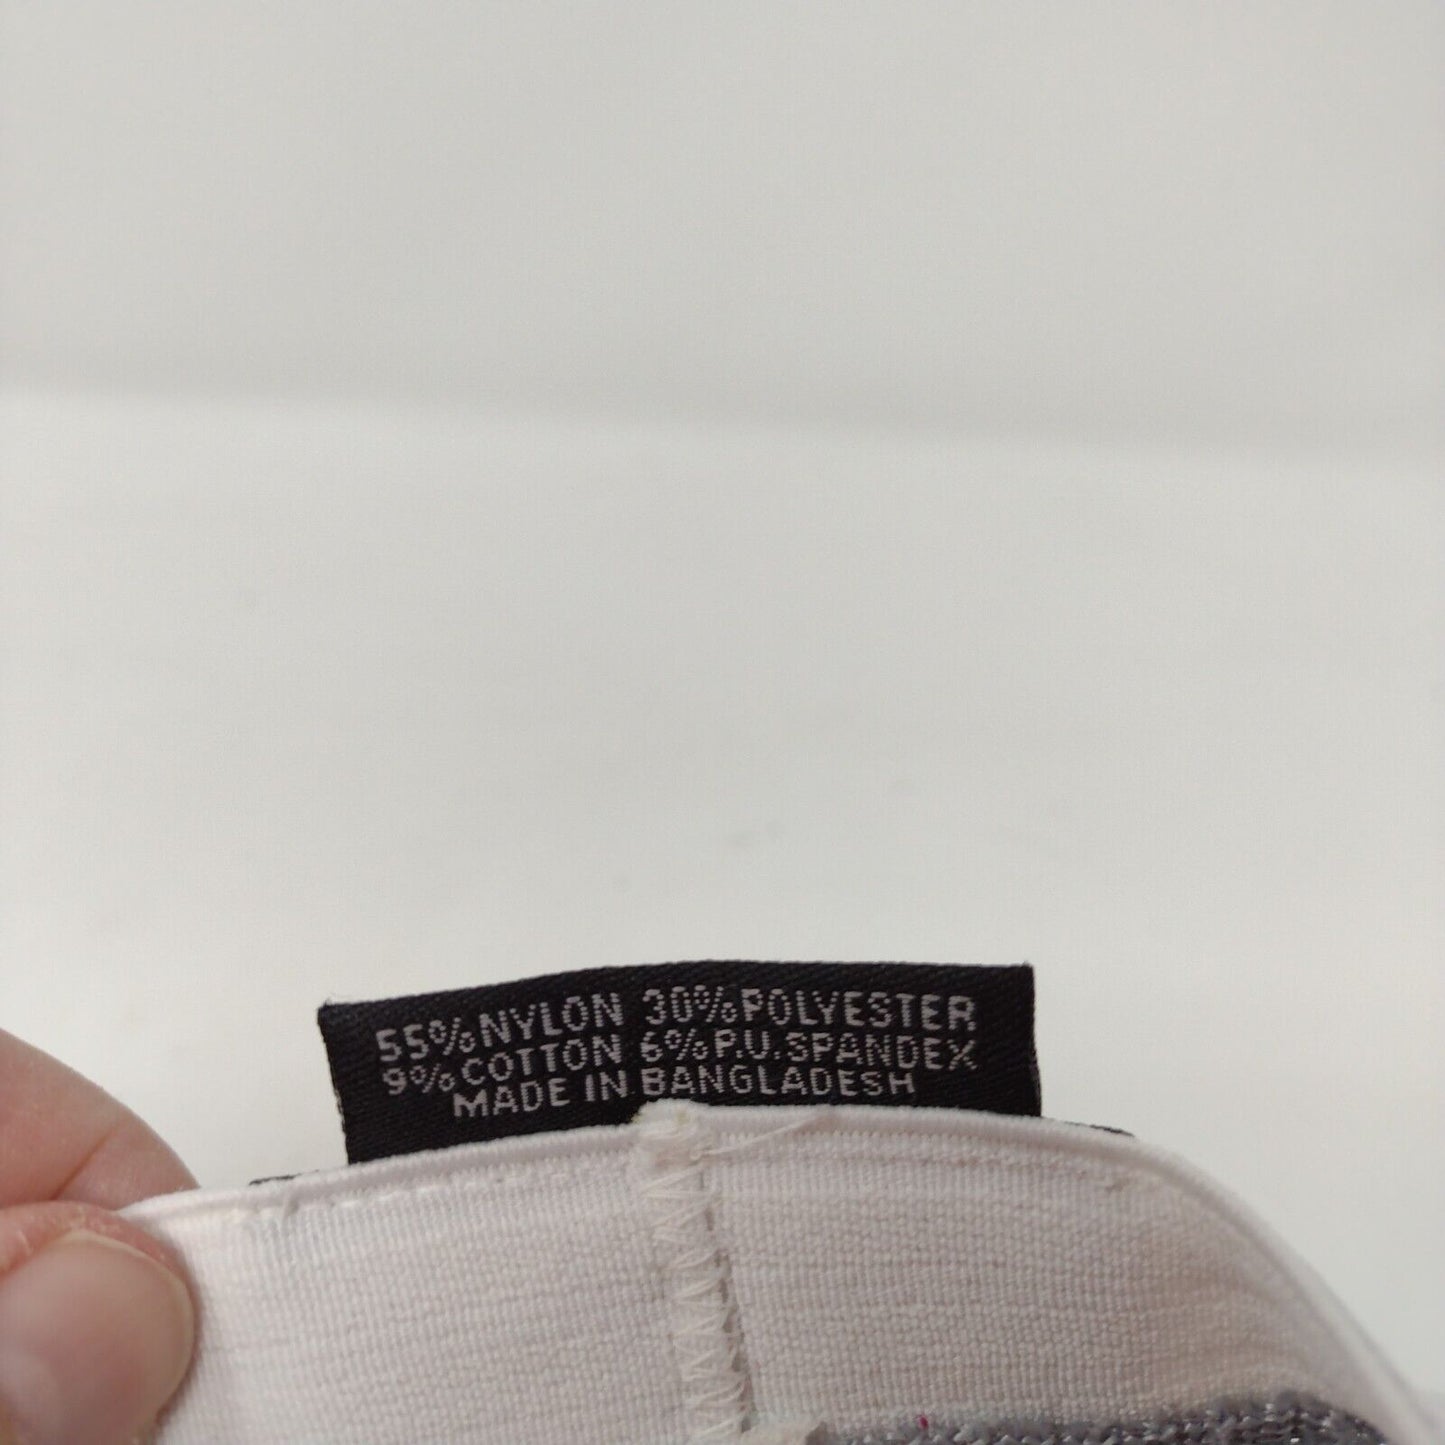 55%NYLON 30%POLYESTER
9%COTTON 6%P.U.SPANDEX
MADE IN BANGLADESH